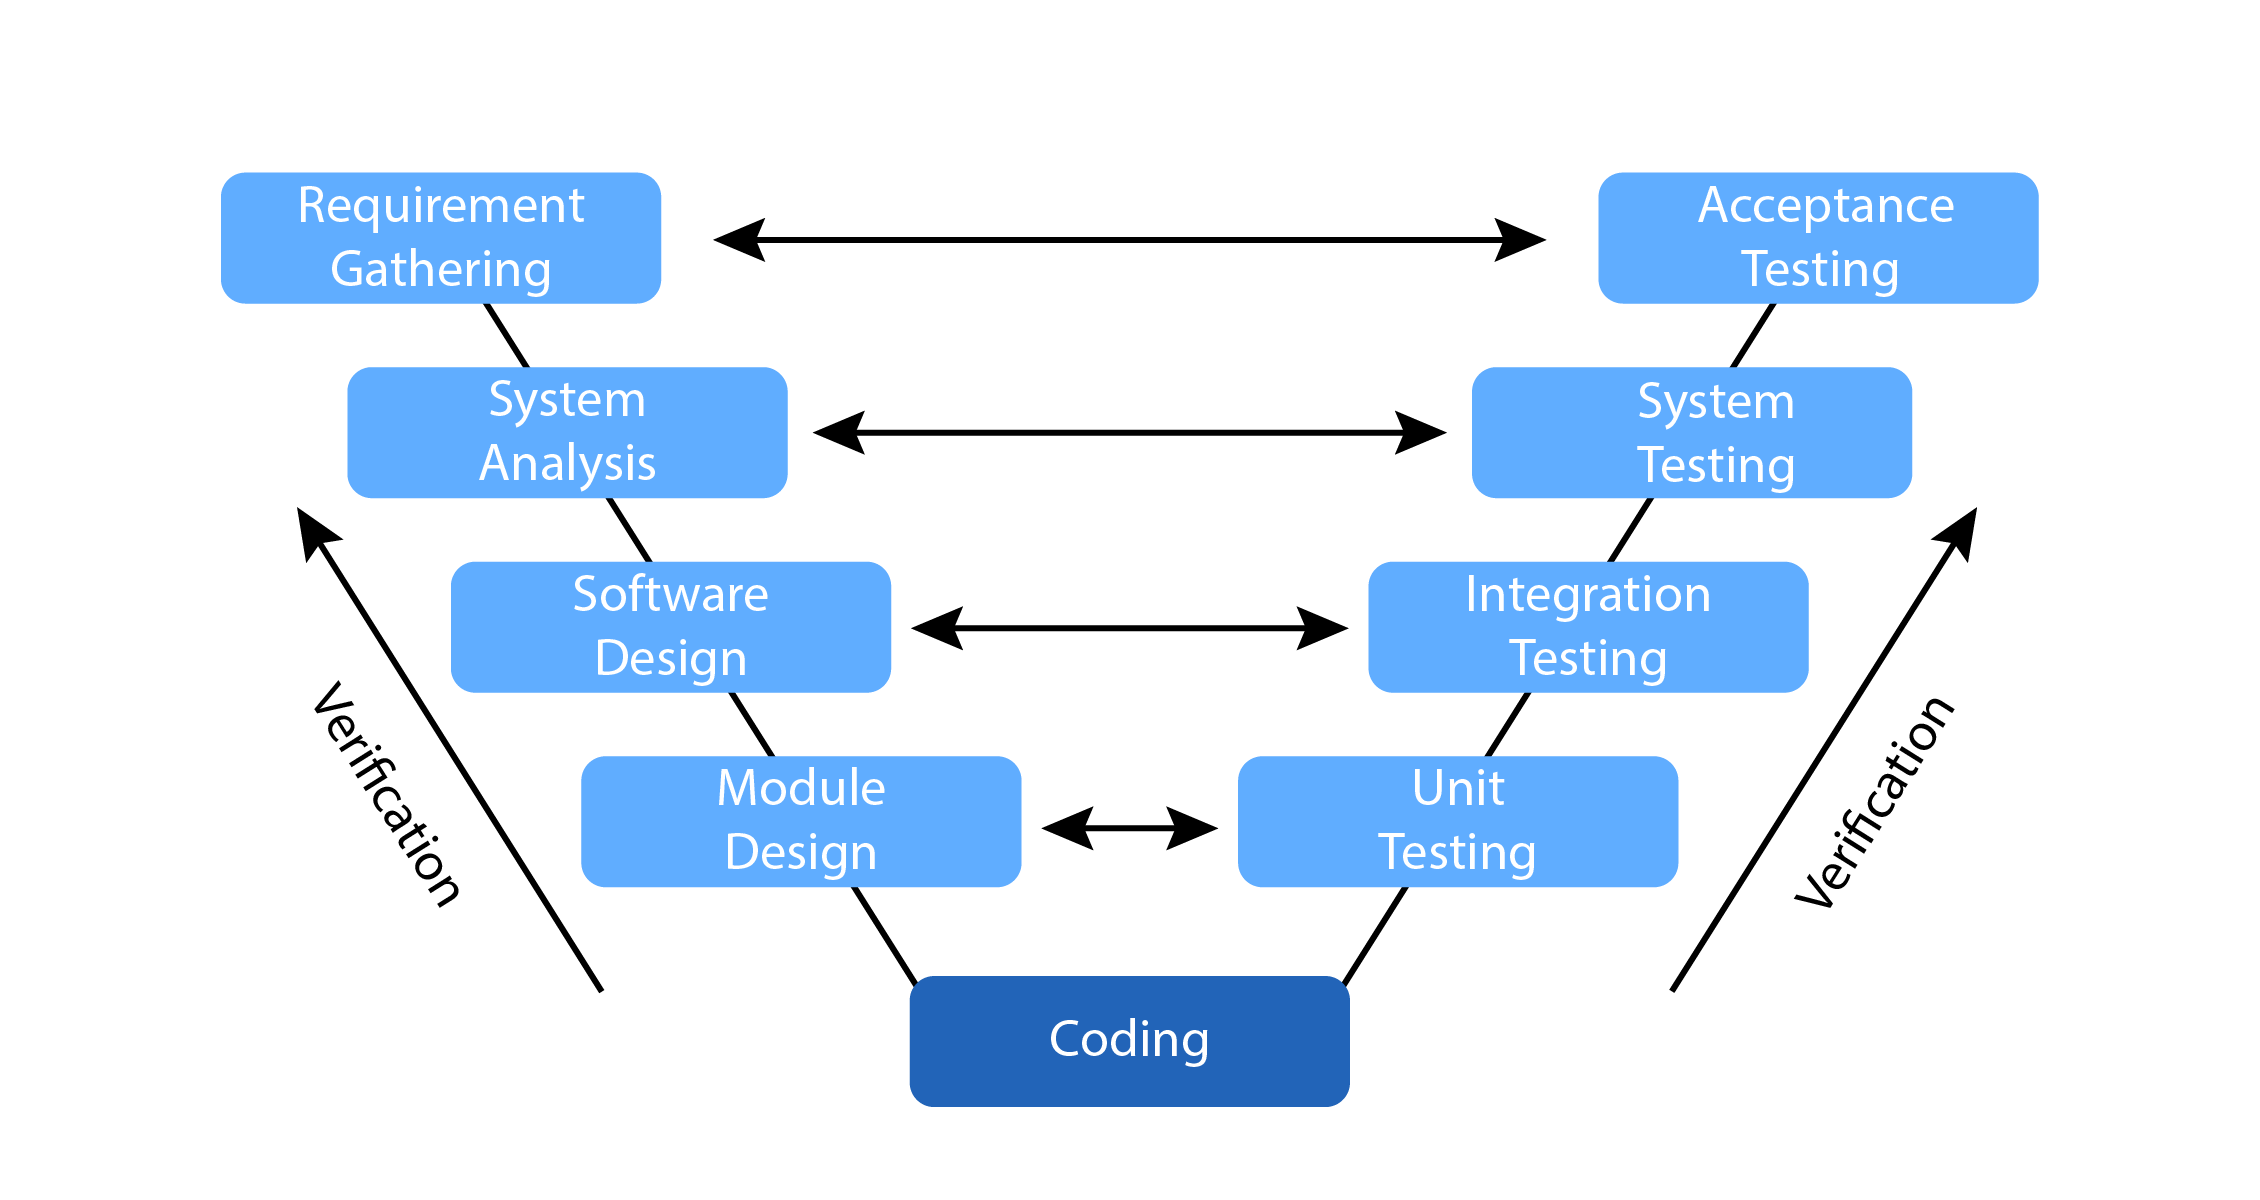 Requirement
Gathering
Acceptance
Testing
System
Analysis
System
Testing
Software
Design
Integration
Testing
Verification
Verification
Module
Design
Unit
Testing
Coding